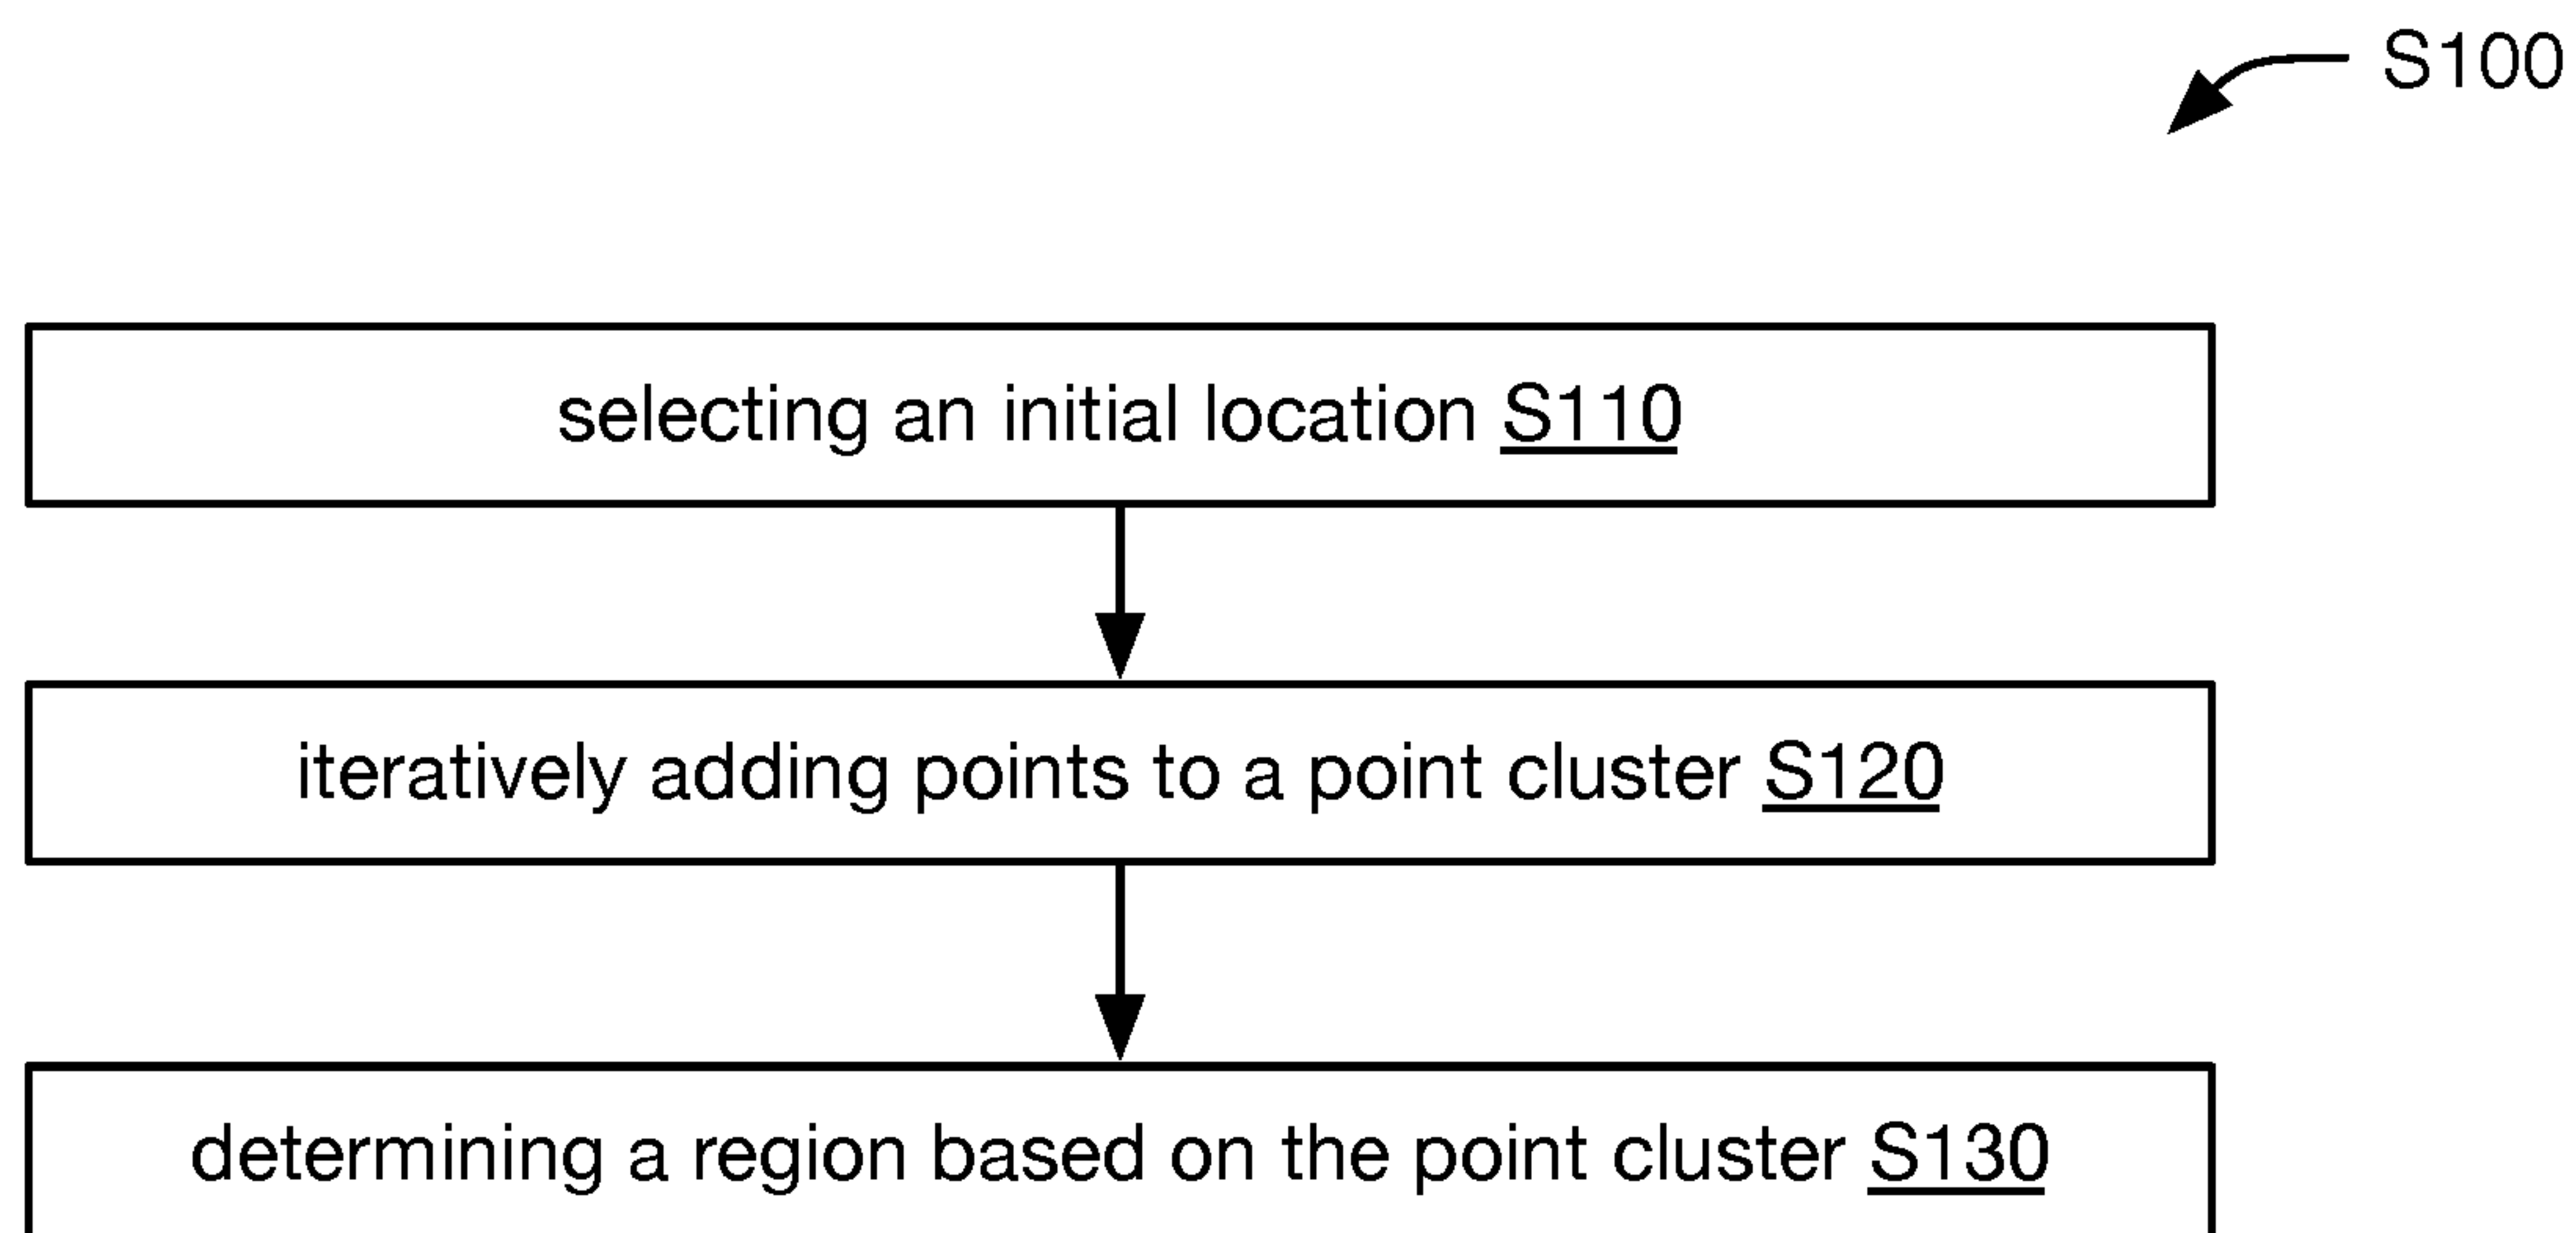 S100
selecting an initial location S110
iteratively adding points to a point cluster S120
determining a region based on the point cluster S130